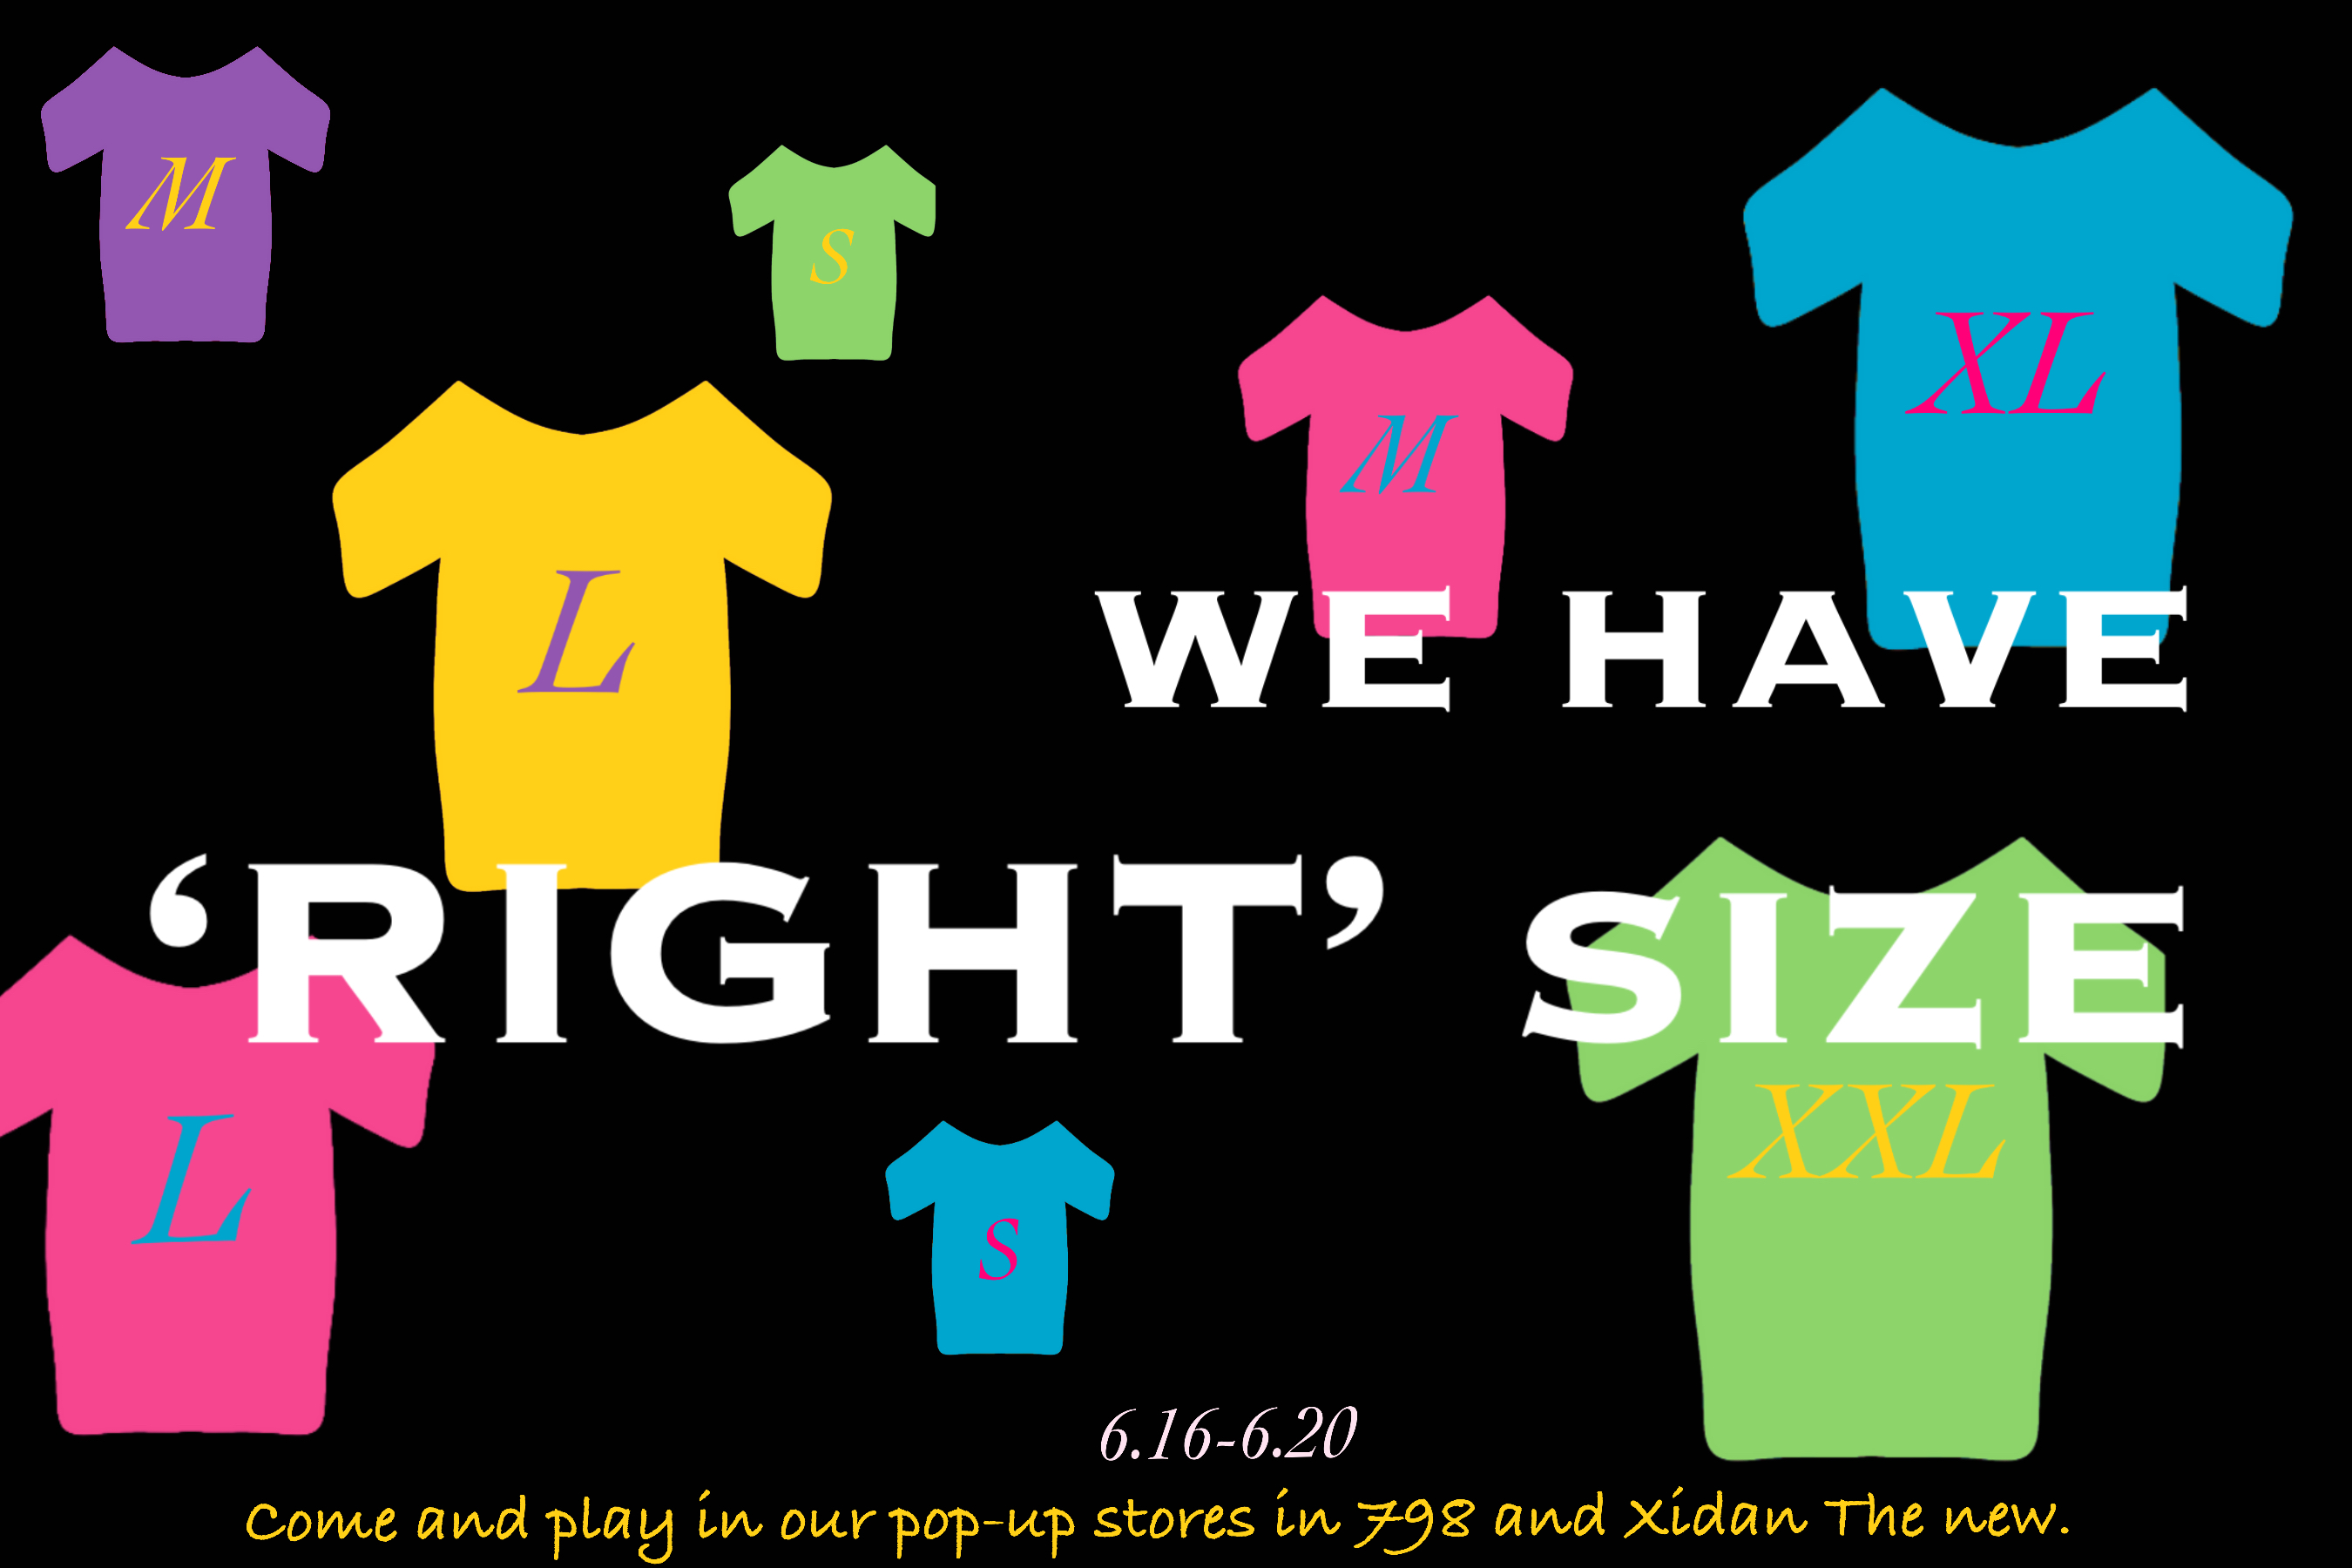 M
S
M
XL
L
WE HAVE
‘RIGHT’ SIZE
L
XXL
S
6.16-6.20
Come and play in our pop-up stores in 798 and Xidan The new.